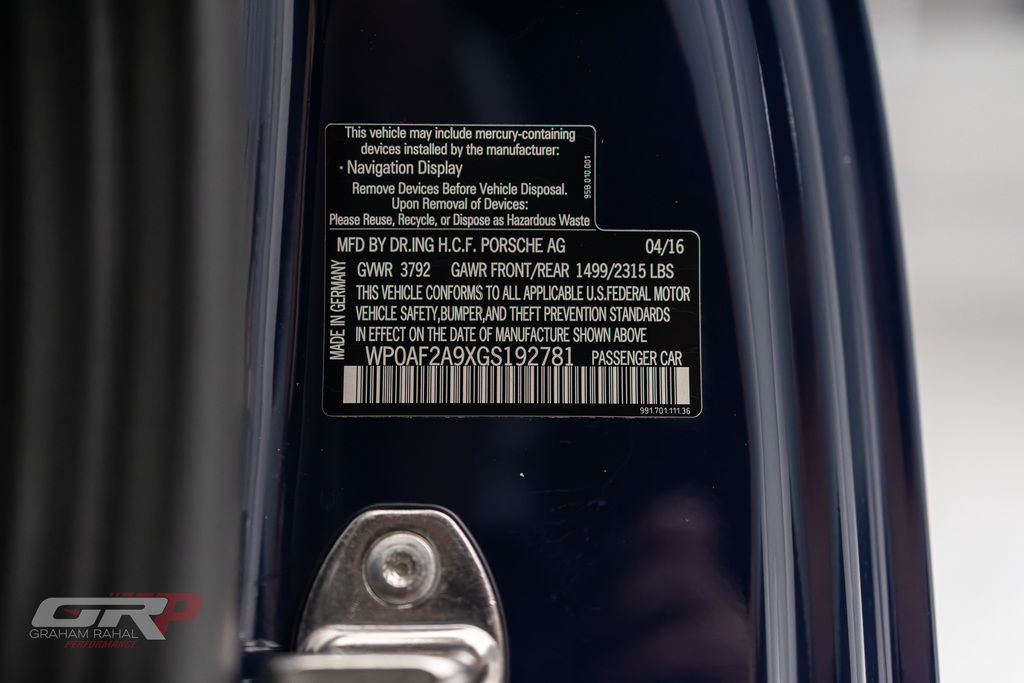 This vehicle may include mercury-containing
devices installed by the manufacturer:
· Navigation Display
Remove Devices Before Vehicle Disposal.
Upon Removal of Devices:
Please Reuse, Recycle, or Dispose as Hazardous Waste
95B.010.001
MFD BY DR.ING H.C.F. PORSCHE AG 04/16
GVWR 3792 GAWR FRONT/REAR 1499/2315 LBS
THIS VEHICLE CONFORMS TO ALL APPLICABLE U.S.FEDERAL MOTOR
VEHICLE SAFETY,BUMPER,AND THEFT PREVENTION STANDARDS
IN EFFECT ON THE DATE OF MANUFACTURE SHOWN ABOVE
MADE IN GERMANY
WP0AF2A9XGS192781 PASSENGER CAR
991.701.111.36
GRP
GRAHAM RAHAL
PERFORMANCE